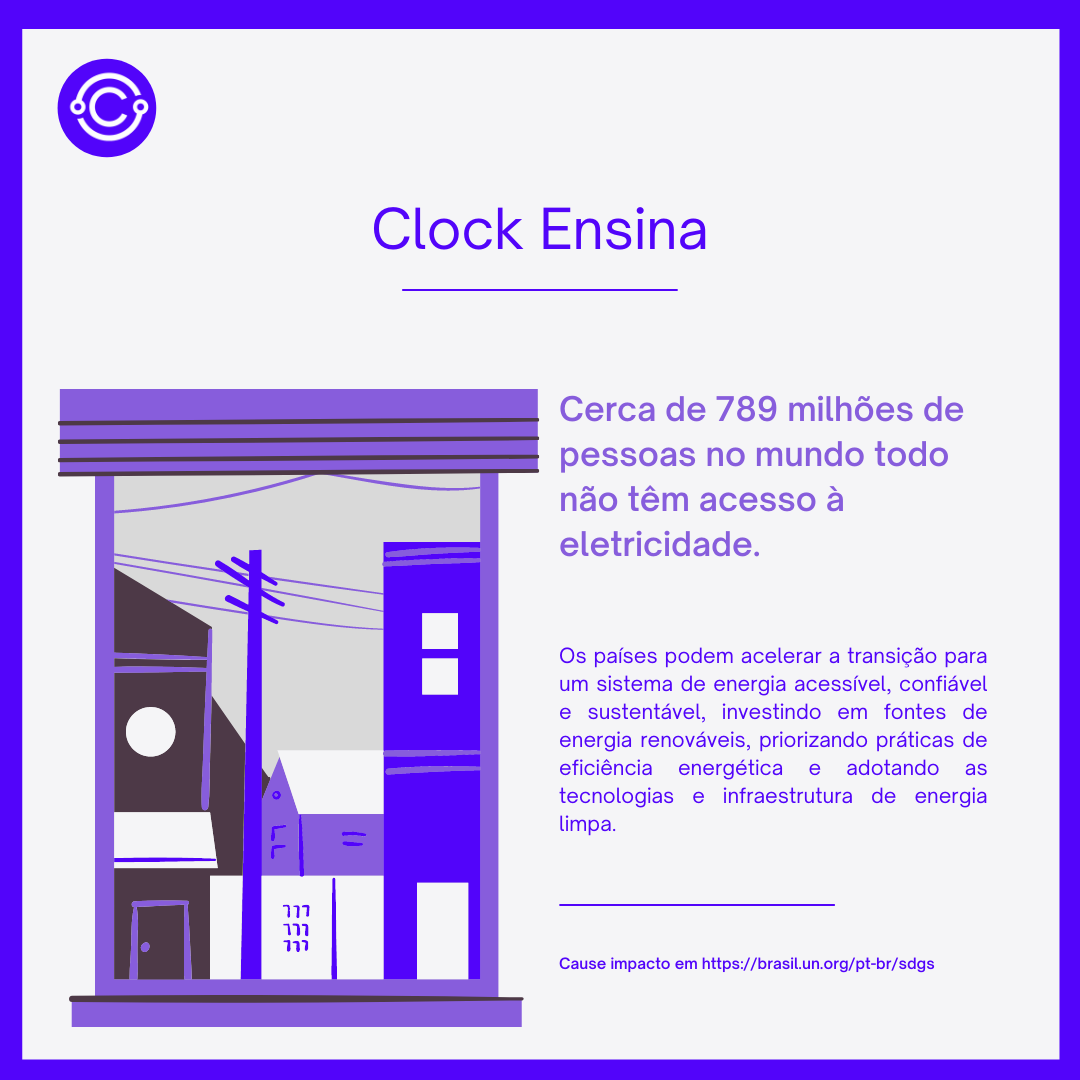 C
Clock Ensina
Cerca de 789 milhões de
pessoas no mundo todo
não têm acesso à
eletricidade.
Os países podem acelerar a transição para
um sistema de energia acessível, confiável
e sustentável, investindo em fontes de
energia renováveis, priorizando práticas de
eficiência energética e adotando as
tecnologias e infraestrutura de energia
limpa.
Cause impacto em https://brasil.un.org/pt-br/sdgs